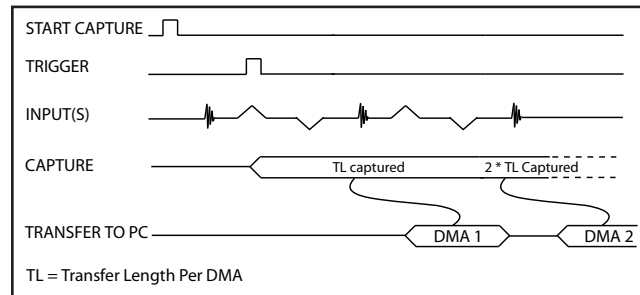 START CAPTURE
TRIGGER
INPUT(S)
CAPTURE
TL captured
2 * TL Captured
TRANSFER TO PC
DMA 1
DMA 2
TL = Transfer Length Per DMA